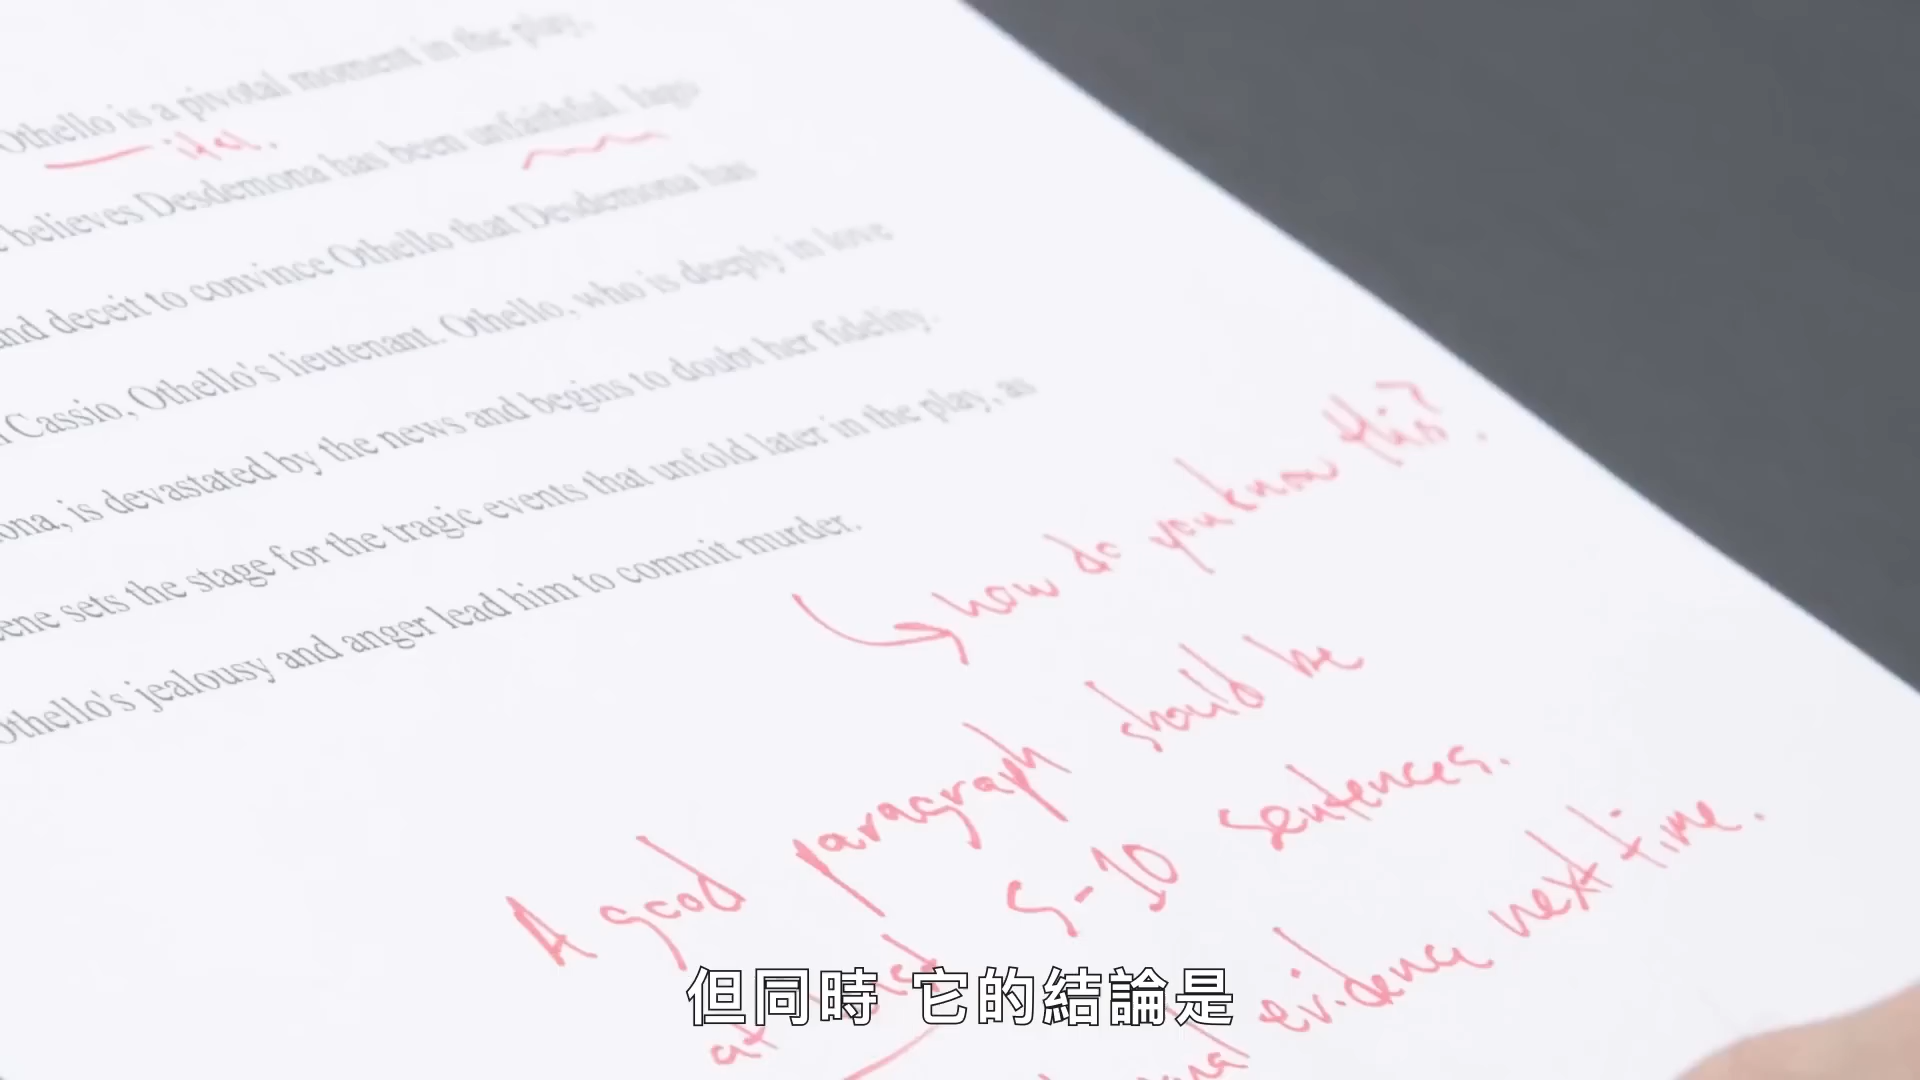 Othello is a pivotal moment in the play,
idea.
believes Desdemona has been unfaithful. Iago
and deceit to convince Othello that Desdemona has
Cassio, Othello's lieutenant. Othello, who is deeply in love
ona, is devastated by the news and begins to doubt her fidelity.
ene sets the stage for the tragic events that unfold later in the play, as
Othello's jealousy and anger lead him to commit murder.
how do you know this?
A good paragraph should be
at least 5-10 sentences.
evidence next time.
但同時 它的結論是